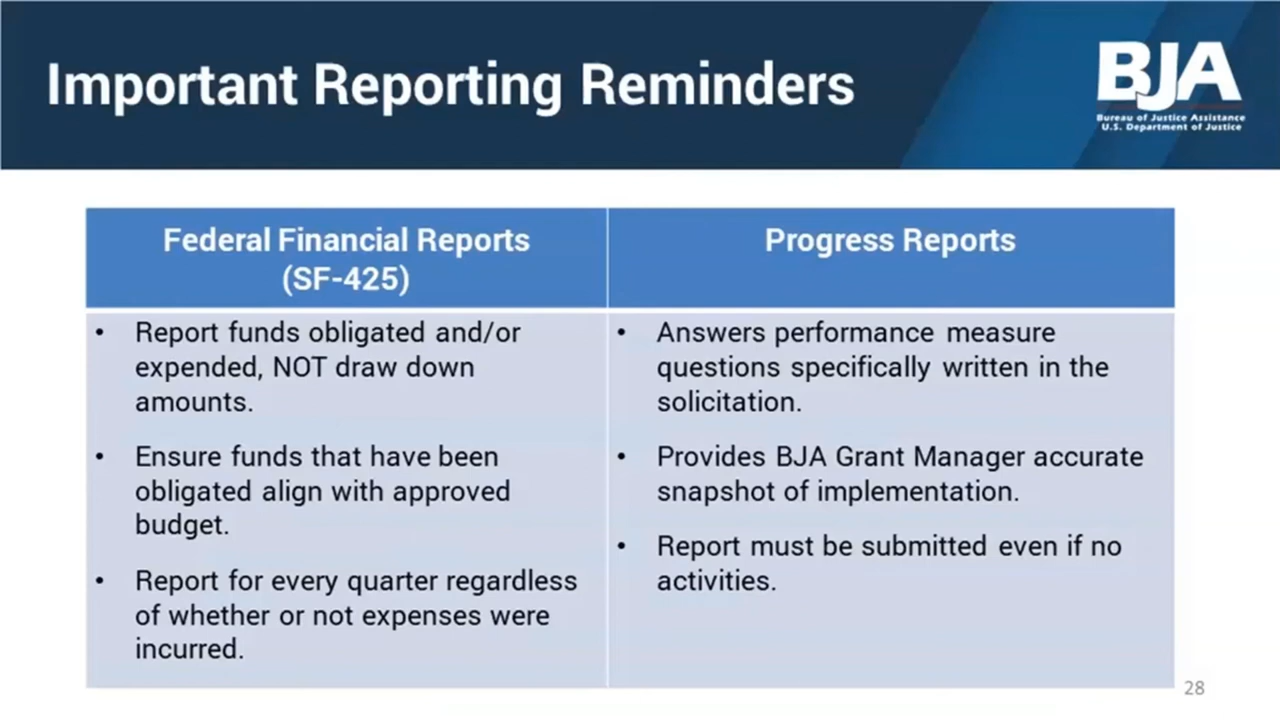 Important Reporting Reminders
BJA
Bureau of Justice Assistance
U.S. Department of Justice
Federal Financial Reports
(SF-425)
• Report funds obligated and/or
expended, NOT draw down
amounts.
• Ensure funds that have been
obligated align with approved
budget.
• Report for every quarter regardless
of whether or not expenses were
incurred.
Progress Reports
• Answers performance measure
questions specifically written in the
solicitation.
• Provides BJA Grant Manager accurate
snapshot of implementation.
• Report must be submitted even if no
activities.
28